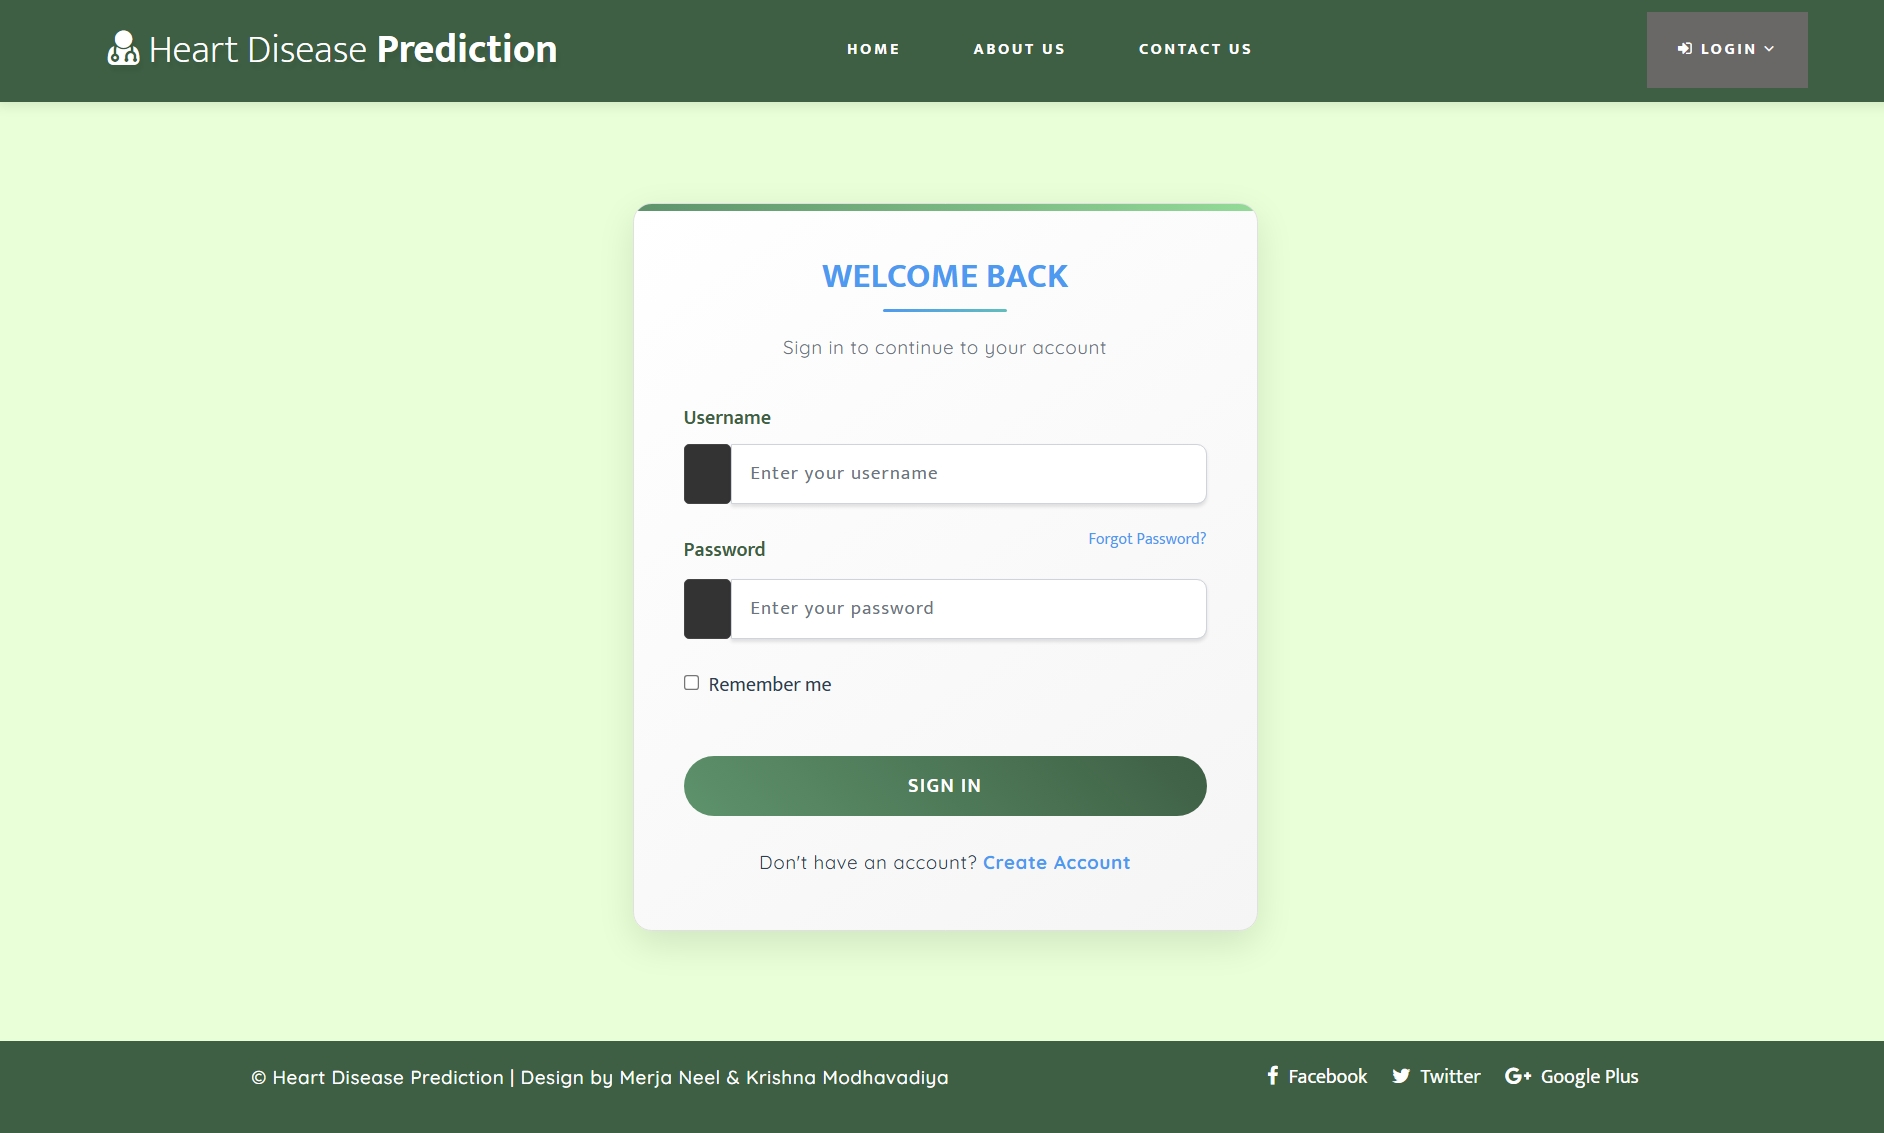 Heart Disease Prediction
HOME ABOUT US CONTACT US
LOGIN
WELCOME BACK
Sign in to continue to your account
Username
Enter your username
Forgot Password?
Password
Enter your password
Remember me
SIGN IN
Don't have an account? Create Account
© Heart Disease Prediction | Design by Merja Neel & Krishna Modhavadiya
Facebook Twitter Google Plus